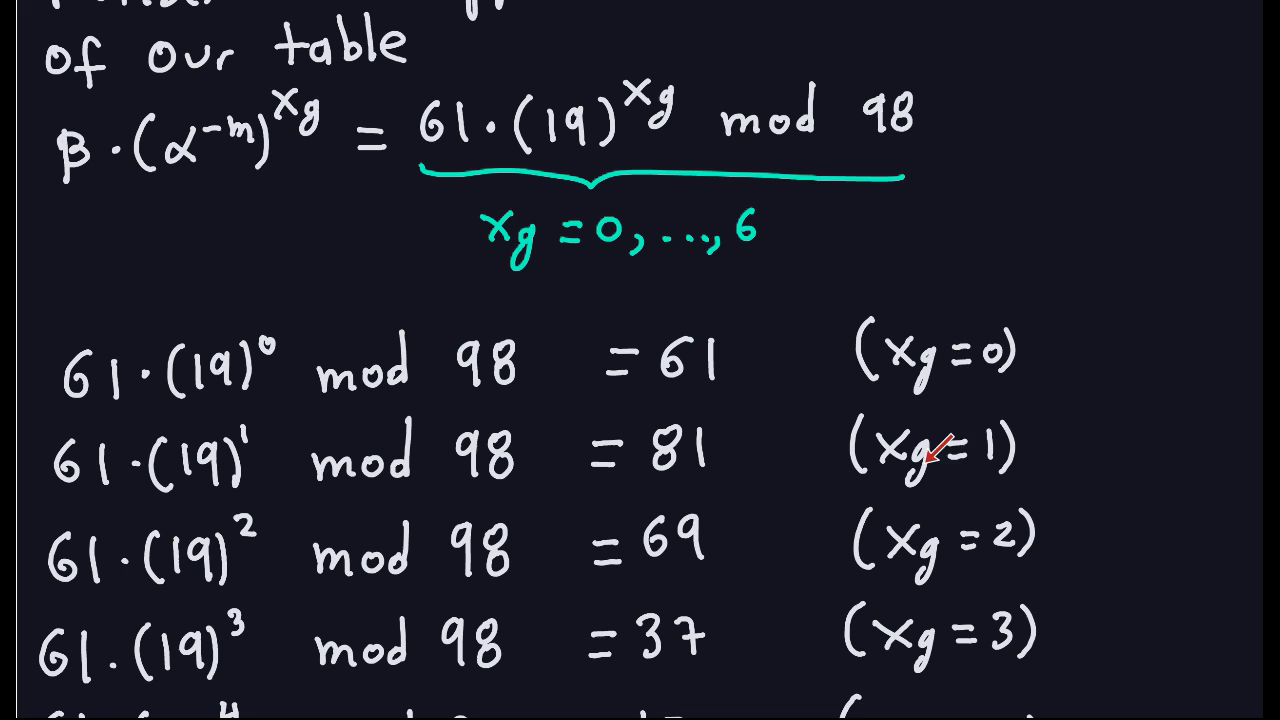 of our table
β · (α⁻ᵐ)^xg = 61 · (19)^xg mod 98
xg = 0, ..., 6
61 · (19)⁰ mod 98 = 61 (xg = 0)
61 · (19)¹ mod 98 = 81 (xg = 1)
61 · (19)² mod 98 = 69 (xg = 2)
61 · (19)³ mod 98 = 37 (xg = 3)